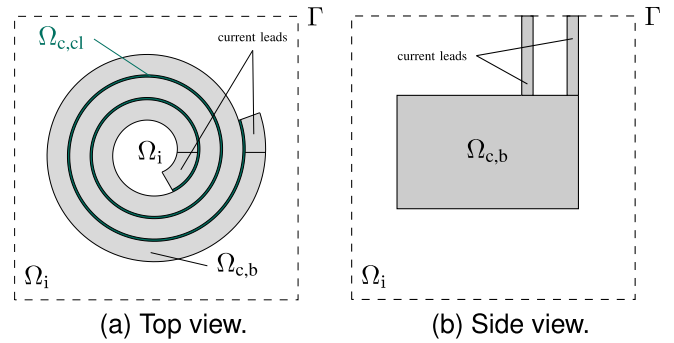 Ω_c,cl
current leads
Γ
Ω_i
Ω_i
Ω_c,b
(a) Top view.
Γ
current leads
Ω_c,b
Ω_i
(b) Side view.